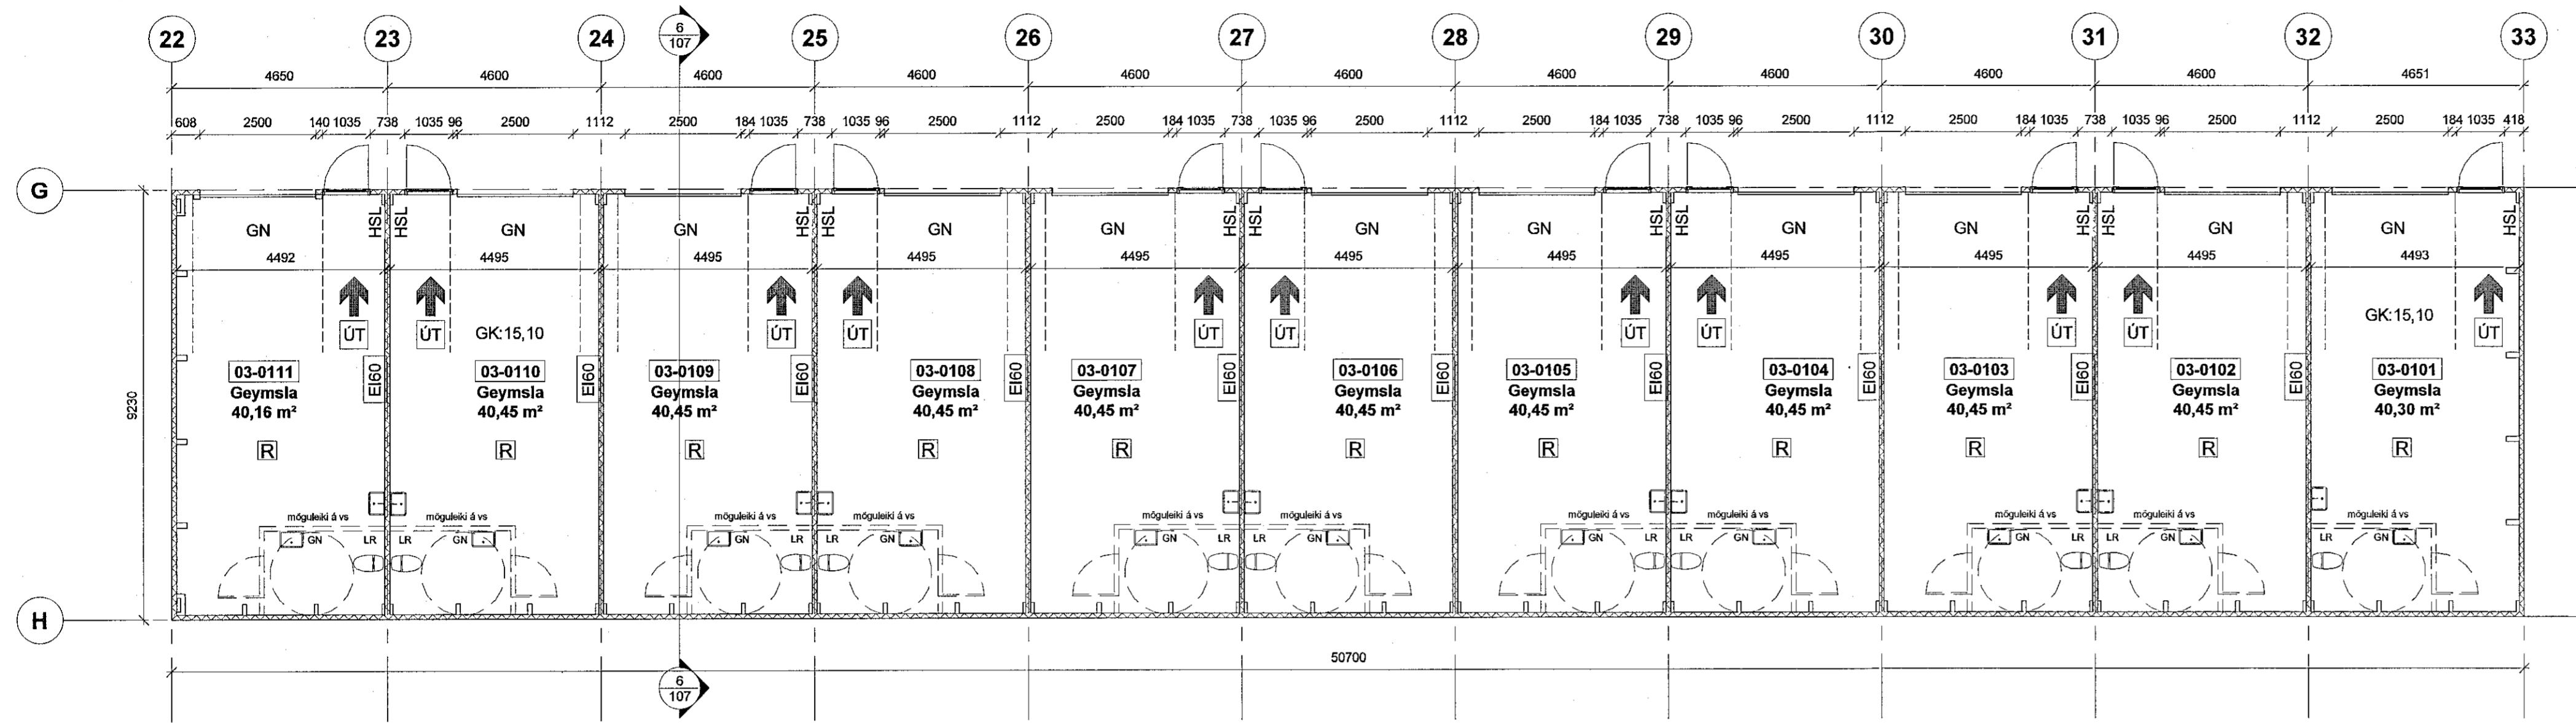 22 23 24 6 25 26 27 28 29 30 31 32 33
107
4650 4600 4600 4600 4600 4600 4600 4600 4600 4600 4651
608 2500 140 1035 738 1035 96 2500 1112 2500 184 1035 738 1035 96 2500 1112 2500 184 1035 738 1035 96 2500 1112 2500 184 1035 738 1035 96 2500 1112 2500 184 1035 738 1035 96 2500 1112 2500 184 1035 418
G
HSL HSL HSL HSL HSL HSL HSL HSL HSL HSL HSL
GN GN GN GN GN GN GN GN GN GN GN
4492 4495 4495 4495 4495 4495 4495 4495 4495 4495 4493
GK:15,10 GK:15,10
ÚT ÚT ÚT ÚT ÚT ÚT ÚT ÚT ÚT ÚT ÚT
EI60 EI60 EI60 EI60 EI60 EI60 EI60 EI60 EI60 EI60
03-0111 03-0110 03-0109 03-0108 03-0107 03-0106 03-0105 03-0104 03-0103 03-0102 03-0101
Geymsla Geymsla Geymsla Geymsla Geymsla Geymsla Geymsla Geymsla Geymsla Geymsla Geymsla
40,16 m² 40,45 m² 40,45 m² 40,45 m² 40,45 m² 40,45 m² 40,45 m² 40,45 m² 40,45 m² 40,45 m² 40,30 m²
9230
R R R R R R R R R R R
möguleiki á vs möguleiki á vs möguleiki á vs möguleiki á vs möguleiki á vs möguleiki á vs möguleiki á vs möguleiki á vs möguleiki á vs möguleiki á vs möguleiki á vs
GN LR LR GN GN LR LR GN GN LR LR GN GN LR LR GN GN LR LR GN LR GN
H
50700
6
107